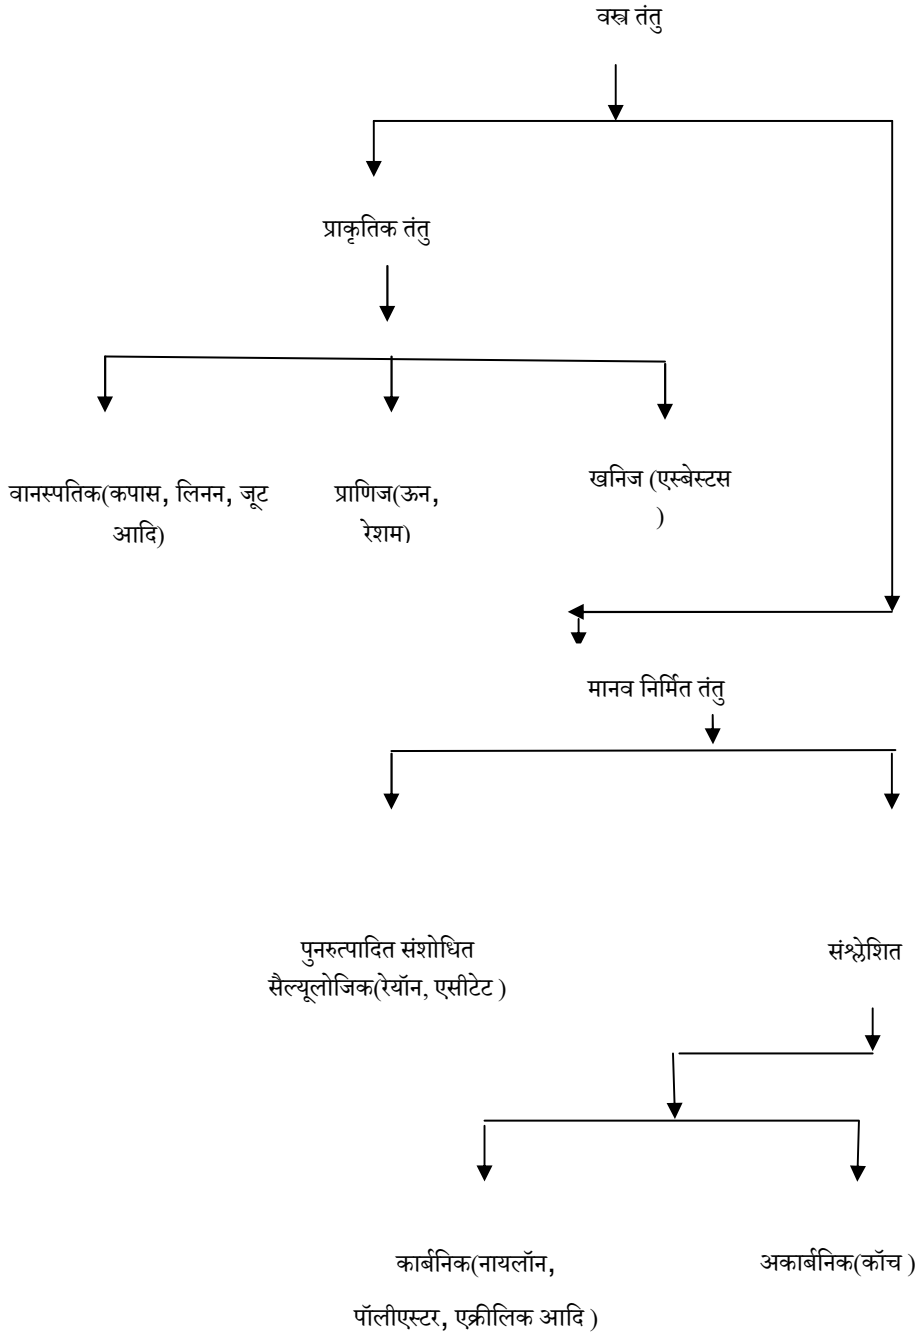 वस्त्र तंतु
प्राकृतिक तंतु
वानस्पतिक(कपास, लिनन, जूट
आदि)
प्राणिज(ऊन,
रेशम)
खनिज (एस्बेस्टस
)
मानव निर्मित तंतु
पुनरुत्पादित संशोधित
सैल्यूलोजिक(रेयॉन, एसीटेट )
संश्लेशित
कार्बनिक(नायलॉन,
पॉलीएस्टर, एक्रीलिक आदि )
अकार्बनिक(कॉच )